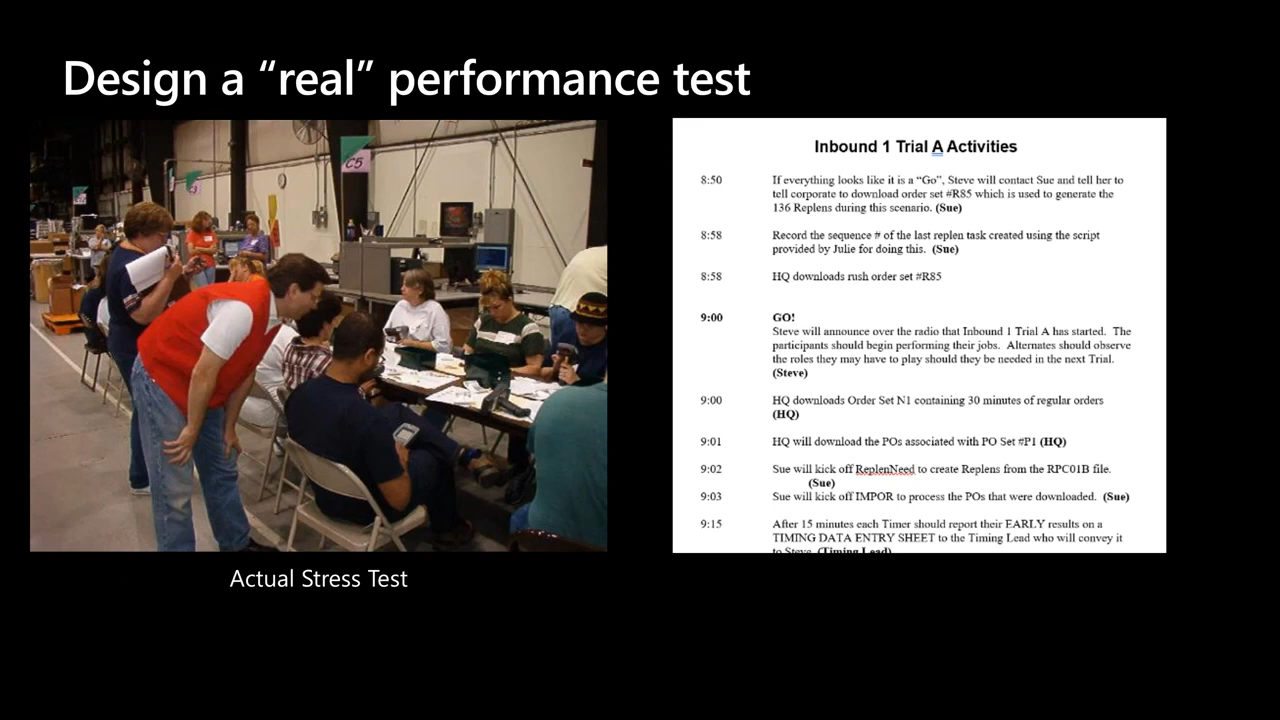 Design a “real” performance test
C5
Actual Stress Test
Inbound 1 Trial A Activities
8:50 If everything looks like it is a “Go”, Steve will contact Sue and tell her to
tell corporate to download order set #R85 which is used to generate the
136 Replens during this scenario. (Sue)
8:58 Record the sequence # of the last replen task created using the script
provided by Julie for doing this. (Sue)
8:58 HQ downloads rush order set #R85
9:00 GO!
Steve will announce over the radio that Inbound 1 Trial A has started. The
participants should begin performing their jobs. Alternates should observe
the roles they may have to play should they be needed in the next Trial.
(Steve)
9:00 HQ downloads Order Set N1 containing 30 minutes of regular orders
(HQ)
9:01 HQ will download the POs associated with PO Set #P1 (HQ)
9:02 Sue will kick off ReplenNeed to create Replens from the RPC01B file.
(Sue)
9:03 Sue will kick off IMPOR to process the POs that were downloaded. (Sue)
9:15 After 15 minutes each Timer should report their EARLY results on a
TIMING DATA ENTRY SHEET to the Timing Lead who will convey it
to Steve. (Timing Lead)